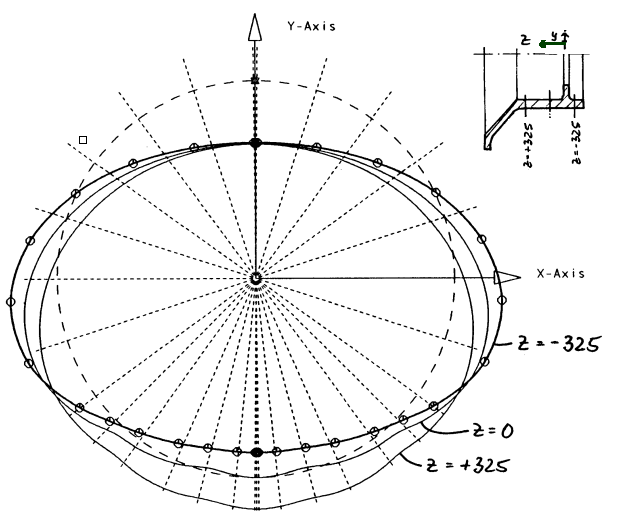 Y-Axis
z y
z=+325
z=-325
X-Axis
z = -325
z = 0
z = +325